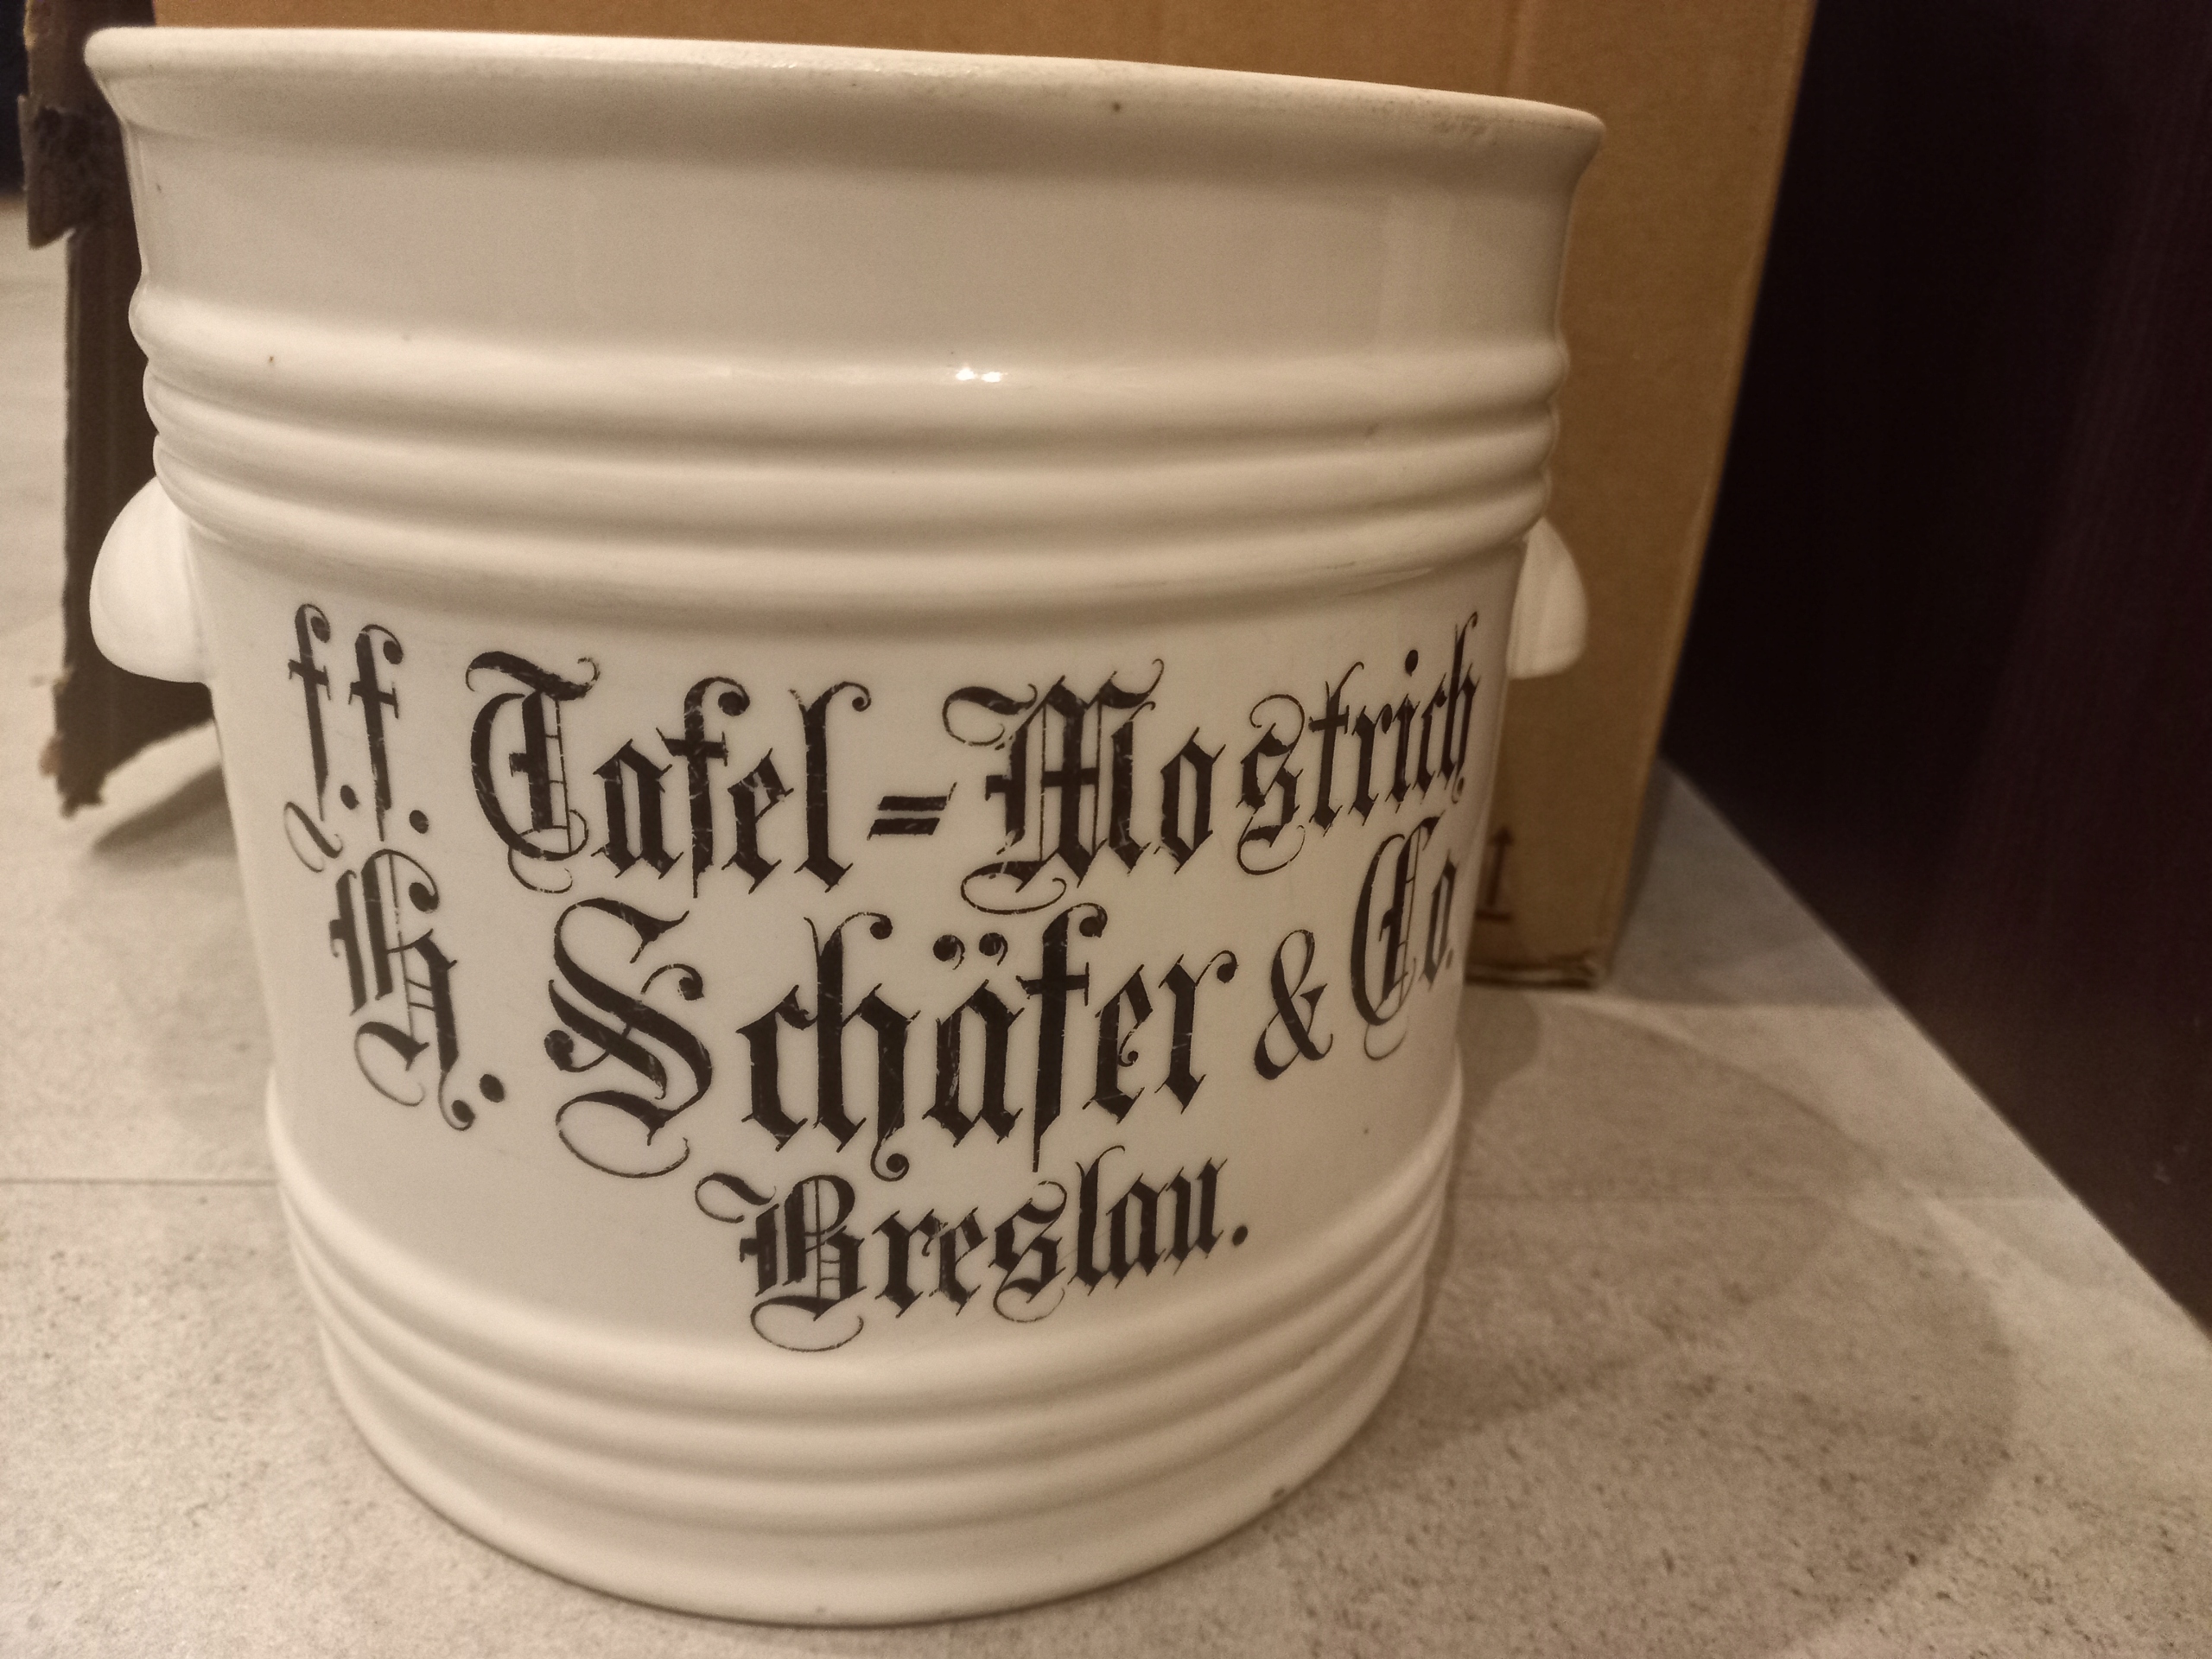 f.f. Tafel=Mostrich
H. Schäfer & Co.
Breslau.